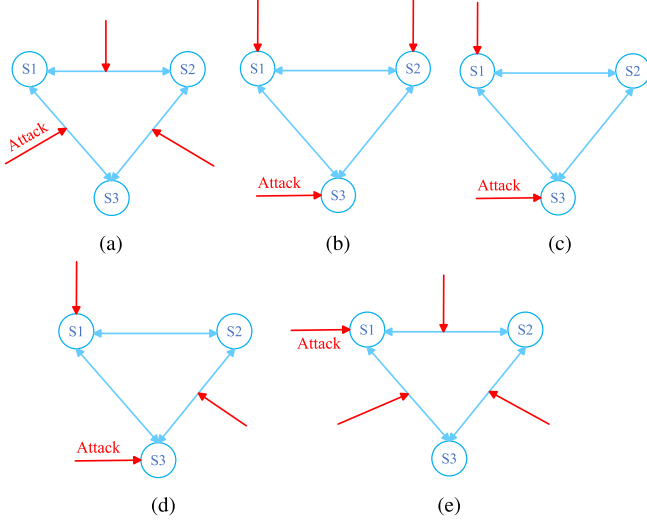 S1 S2
Attack
S3
(a)
S1 S2
Attack
S3
(b)
S1 S2
Attack
S3
(c)
S1 S2
Attack
S3
(d)
S1 S2
Attack
S3
(e)